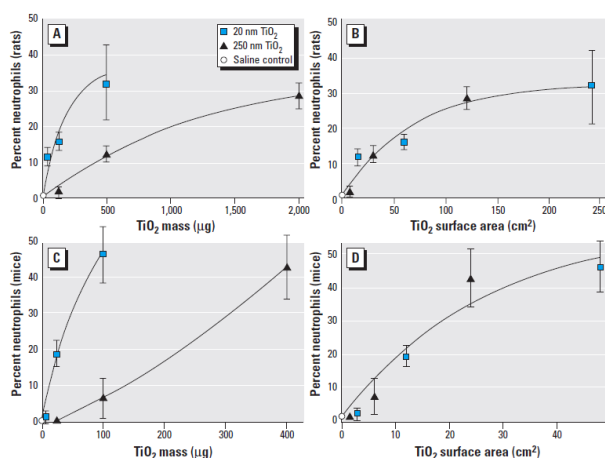 A
20 nm TiO₂
250 nm TiO₂
Saline control
Percent neutrophils (rats)
50
40
30
20
10
0
0
500
1,000
1,500
2,000
TiO₂ mass (μg)
B
Percent neutrophils (rats)
50
40
30
20
10
0
0
50
100
150
200
250
TiO₂ surface area (cm²)
C
Percent neutrophils (mice)
50
40
30
20
10
0
0
100
200
300
400
TiO₂ mass (μg)
D
Percent neutrophils (mice)
60
50
40
30
20
10
0
0
20
40
TiO₂ surface area (cm²)